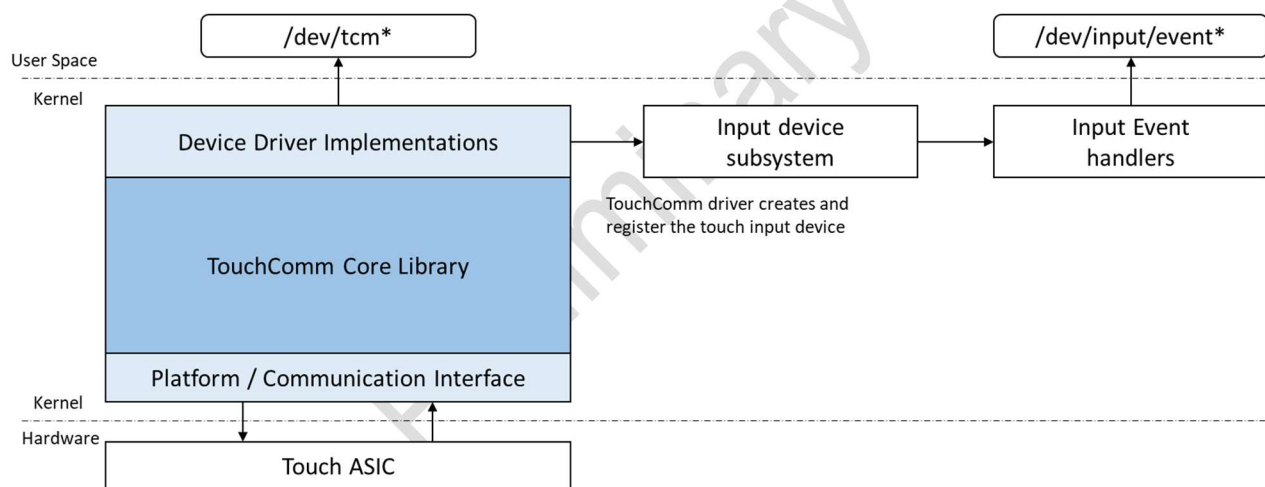 /dev/tcm*
/dev/input/event*
User Space
Kernel
Device Driver Implementations
Input device
subsystem
Input Event
handlers
TouchComm driver creates and
register the touch input device
TouchComm Core Library
Platform / Communication Interface
Kernel
Hardware
Touch ASIC